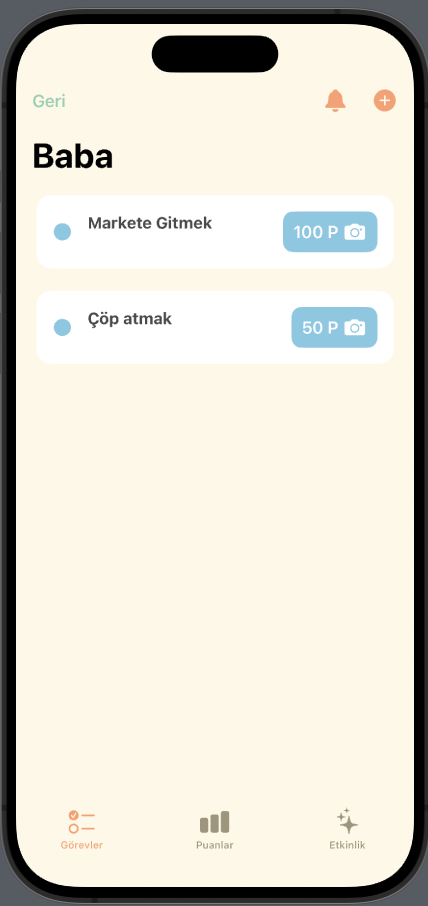 Geri
Baba
Markete Gitmek
100 P
Çöp atmak
50 P
Görevler
Puanlar
Etkinlik